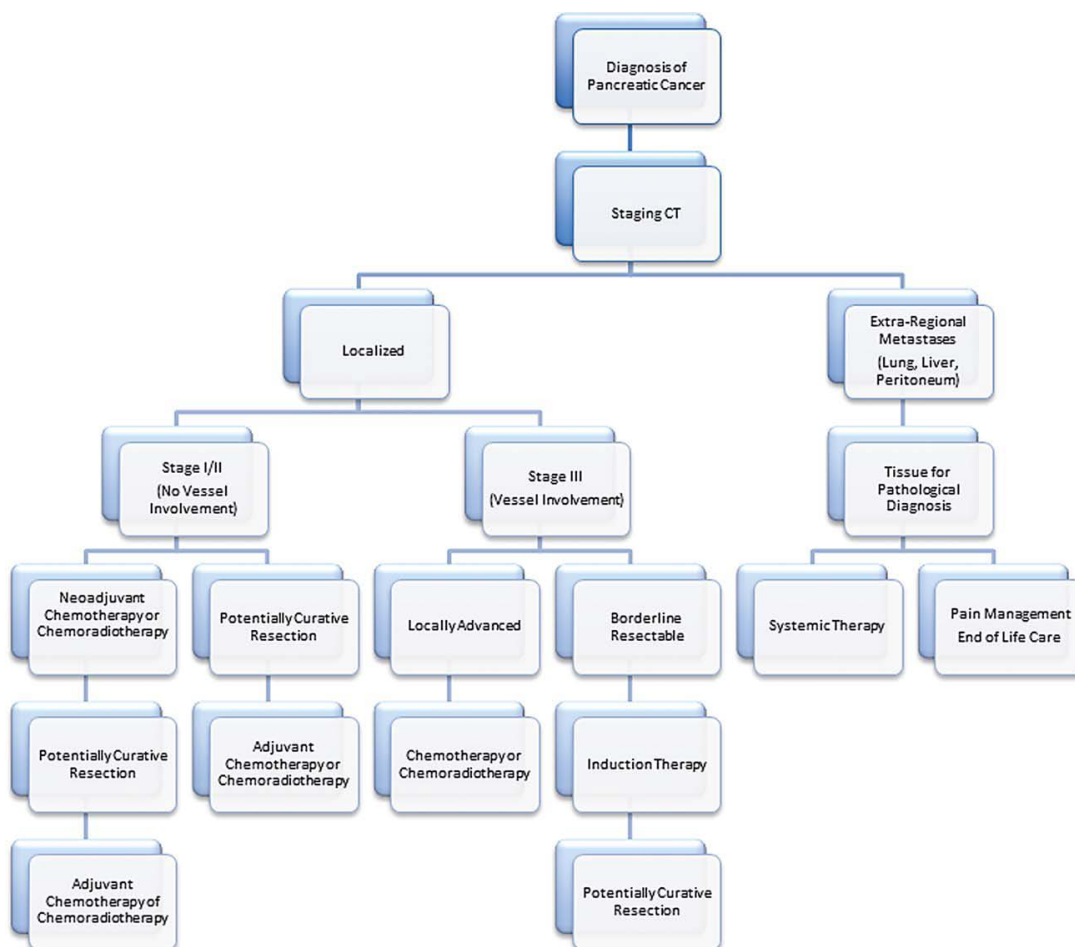 Diagnosis of
Pancreatic Cancer
Staging CT
Localized
Extra-Regional
Metastases
(Lung, Liver,
Peritoneum)
Stage I/II
(No Vessel
Involvement)
Stage III
(Vessel Involvement)
Tissue for
Pathological
Diagnosis
Neoadjuvant
Chemotherapy or
Chemoradiotherapy
Potentially Curative
Resection
Locally Advanced
Borderline
Resectable
Systemic Therapy
Pain Management
End of Life Care
Potentially Curative
Resection
Adjuvant
Chemotherapy or
Chemoradiotherapy
Chemotherapy or
Chemoradiotherapy
Induction Therapy
Adjuvant
Chemotherapy of
Chemoradiotherapy
Potentially Curative
Resection